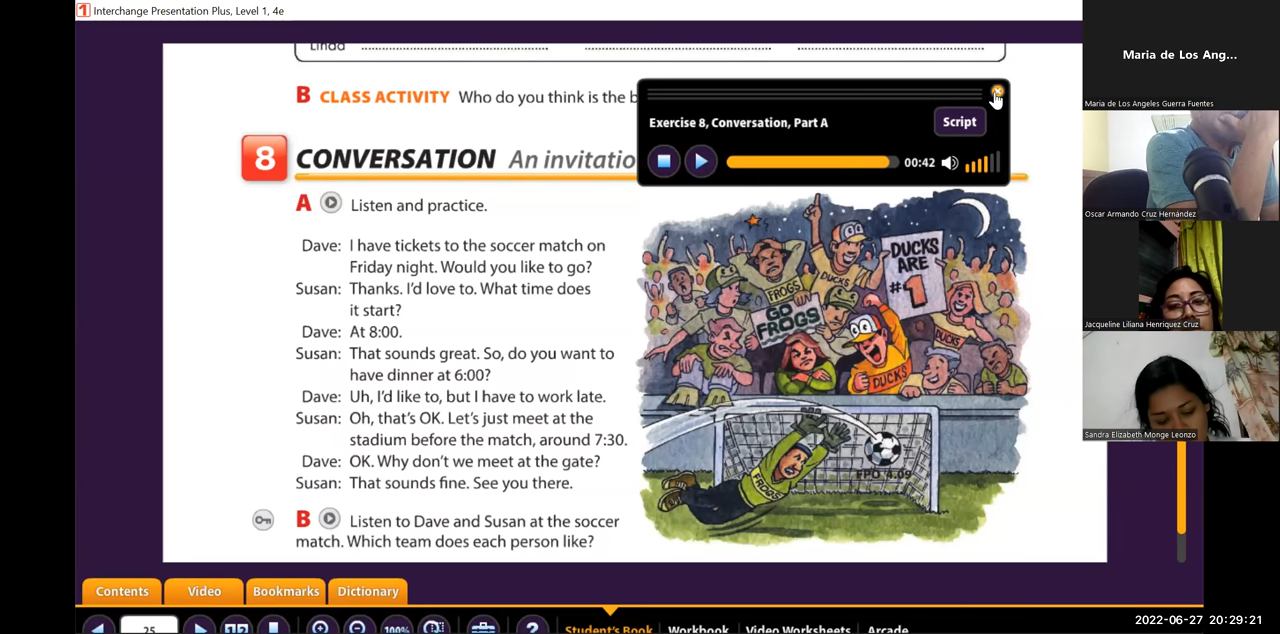 Interchange Presentation Plus, Level 1, 4e
Linda
B CLASS ACTIVITY Who do you think is the b
Exercise 8, Conversation, Part A
Script
00:42
8 CONVERSATION An invitatio
A Listen and practice.
Dave: I have tickets to the soccer match on
Friday night. Would you like to go?
Susan: Thanks. I'd love to. What time does
it start?
Dave: At 8:00.
Susan: That sounds great. So, do you want to
have dinner at 6:00?
Dave: Uh, I'd like to, but I have to work late.
Susan: Oh, that's OK. Let's just meet at the
stadium before the match, around 7:30.
Dave: OK. Why don't we meet at the gate?
Susan: That sounds fine. See you there.
B Listen to Dave and Susan at the soccer
match. Which team does each person like?
DUCKS
ARE
#1
DUCKS
FROGS
GO
FROGS
DUCKS
DUCKS
FROGS
FPO 4.09
Maria de Los Ang...
Maria de Los Angeles Guerra Fuentes
Oscar Armando Cruz Hernández
Jacqueline Liliana Henriquez Cruz
Sandra Elizabeth Monge Leonzo
Contents Video Bookmarks Dictionary
25
100%
?
Student's Book Workbook Video Worksheets Arcade
2022-06-27 20:29:21